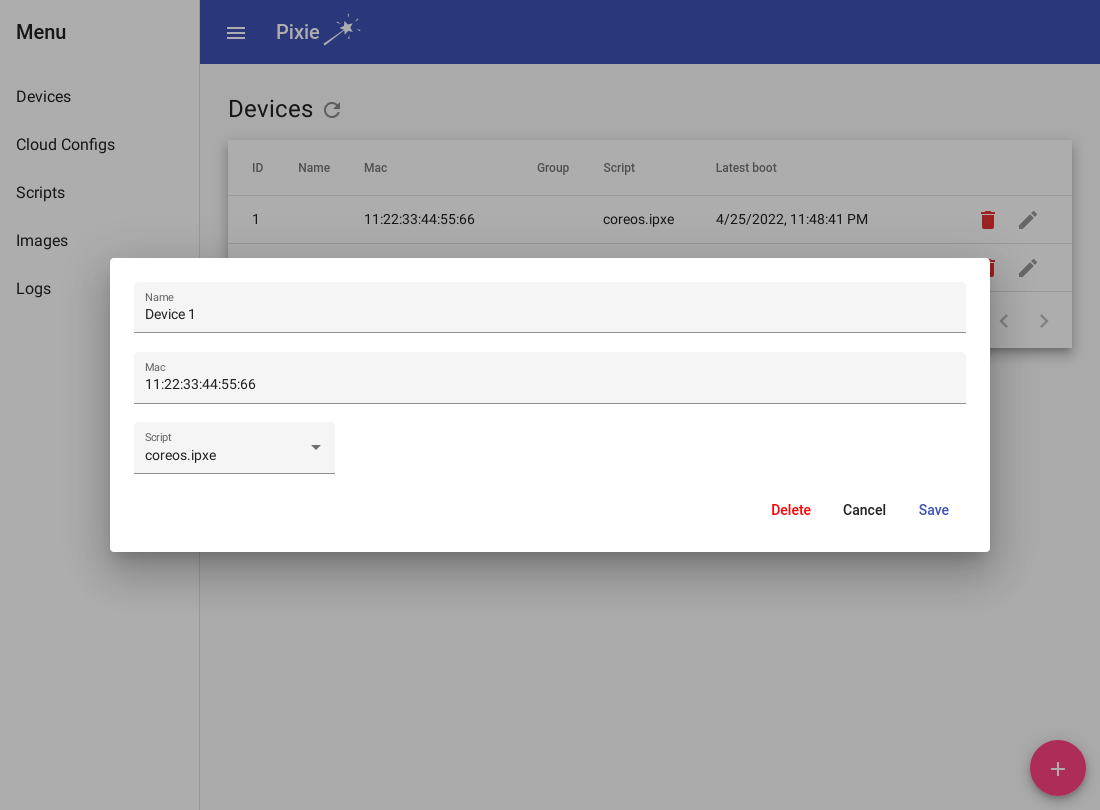 Menu
Pixie
Devices
Cloud Configs
Scripts
Images
Logs
Devices
ID Name Mac Group Script Latest boot
1 11:22:33:44:55:66 coreos.ipxe 4/25/2022, 11:48:41 PM
Name
Device 1
Mac
11:22:33:44:55:66
Script
coreos.ipxe
Delete Cancel Save